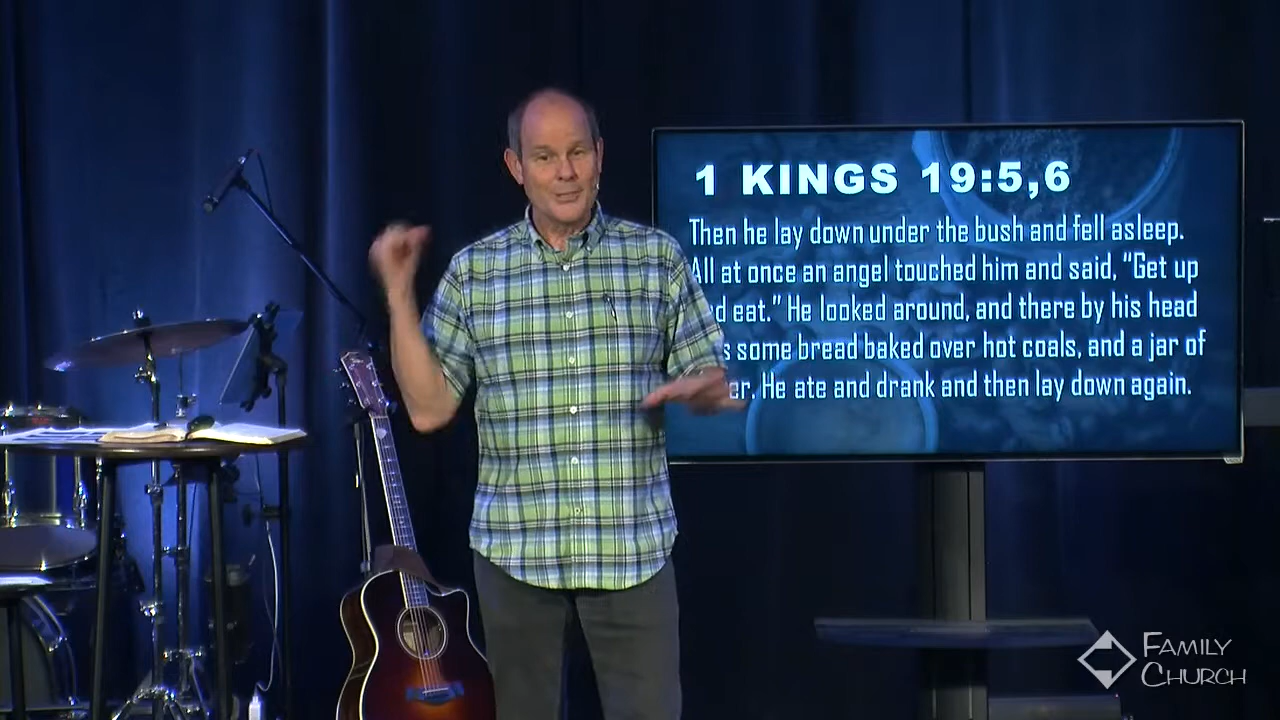 1 KINGS 19:5,6
Then he lay down under the bush and fell asleep.
All at once an angel touched him and said, “Get up
eat.” He looked around, and there by his head
some bread baked over hot coals, and a jar of
He ate and drank and then lay down again.
FAMILY
CHURCH